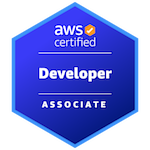 aws
certified
Developer
ASSOCIATE